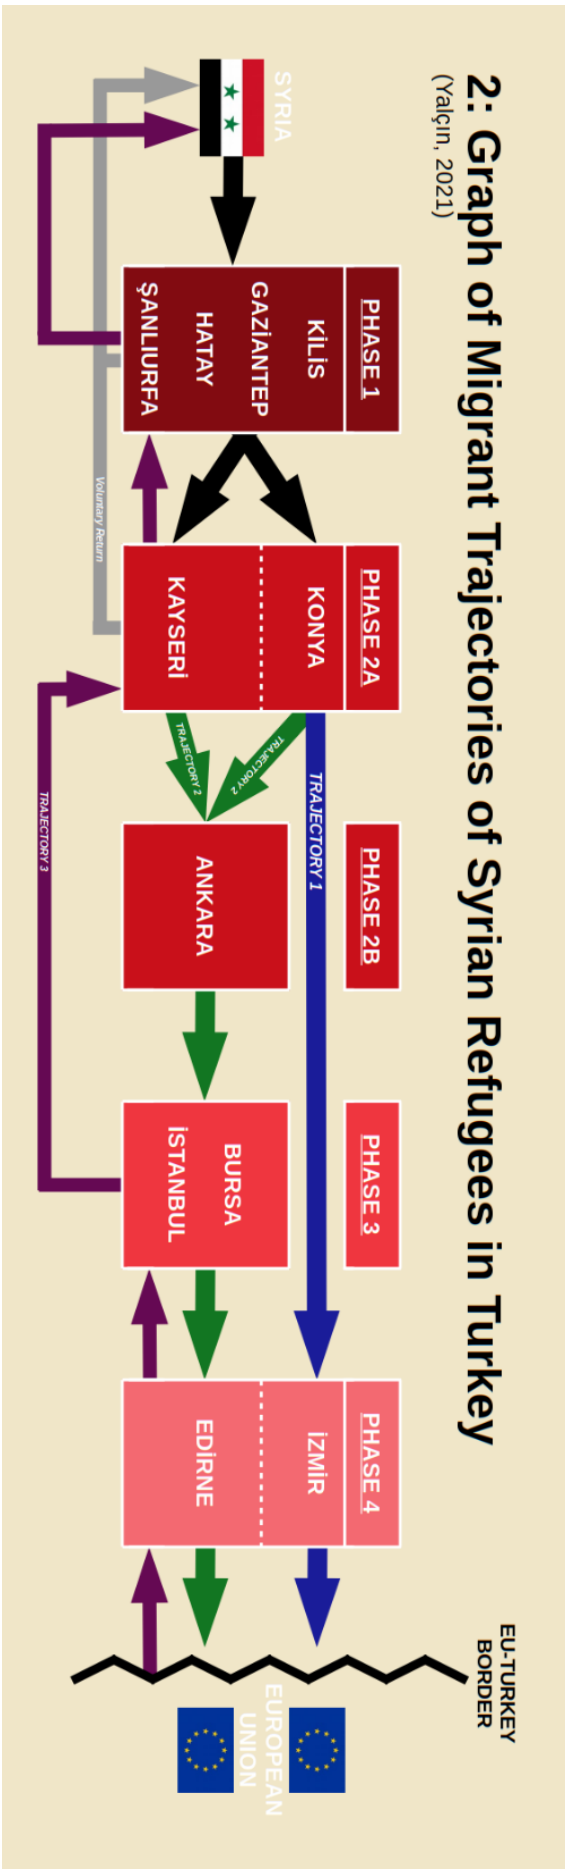 2: Graph of Migrant Trajectories of Syrian Refugees in Turkey
(Yalçın, 2021)
SYRIA
PHASE 1
KİLİS
GAZİANTEP
HATAY
ŞANLIURFA
Voluntary Return
PHASE 2A
KONYA
KAYSERİ
TRAJECTORY 1
TRAJECTORY 2
TRAJECTORY 2
TRAJECTORY 3
PHASE 2B
ANKARA
PHASE 3
BURSA
İSTANBUL
PHASE 4
İZMİR
EDİRNE
EU-TURKEY
BORDER
EUROPEAN
UNION